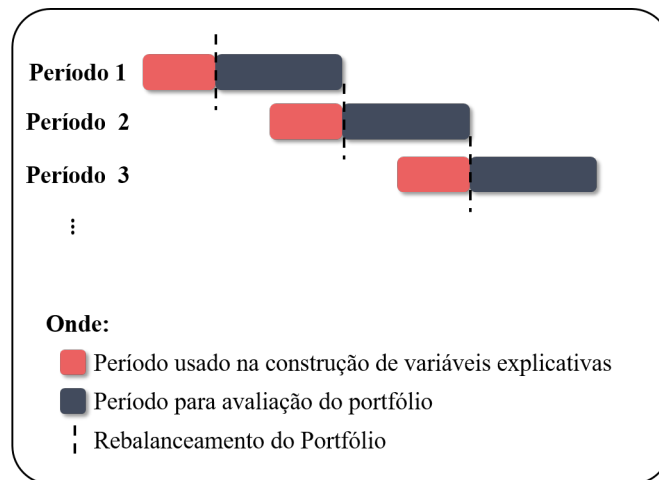 Período 1
Período 2
Período 3
⋮
Onde:
Período usado na construção de variáveis explicativas
Período para avaliação do portfólio
Rebalanceamento do Portfólio